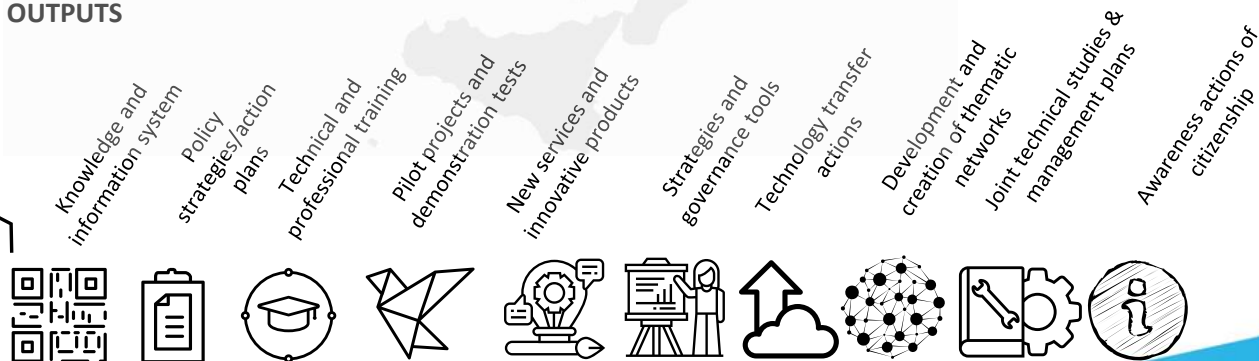 OUTPUTS
Knowledge and
information system
Policy
strategies/action
plans
Technical and
professional training
Pilot projects and
demonstration tests
New services and
innovative products
Strategies and
governance tools
Technology transfer
actions
Development and
creation of thematic
networks
Joint technical studies &
management plans
Awareness actions of
citizenship